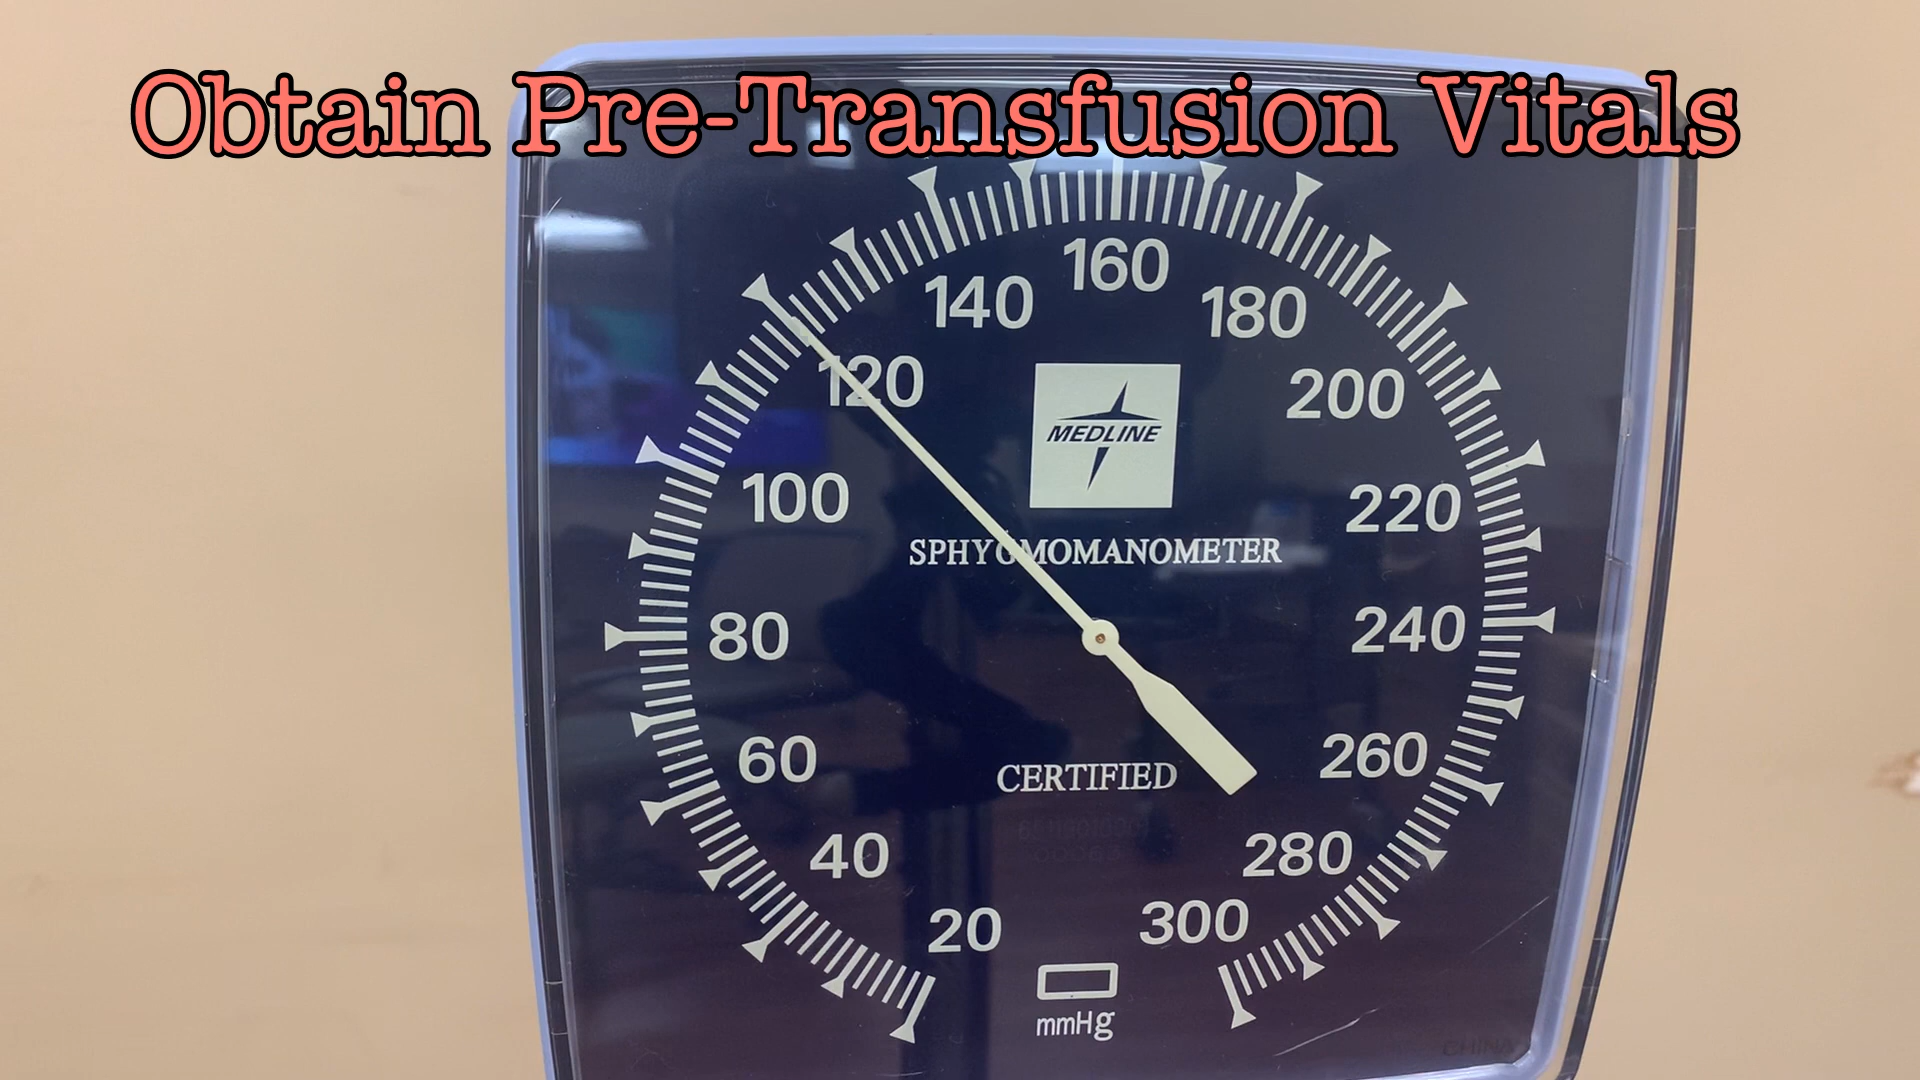 Obtain Pre-Transfusion Vitals
160
140 180
120 200
MEDLINE
100 220
SPHYGMOMANOMETER
80 240
60 260
CERTIFIED
40 280
20 300
mmHg
CHINA